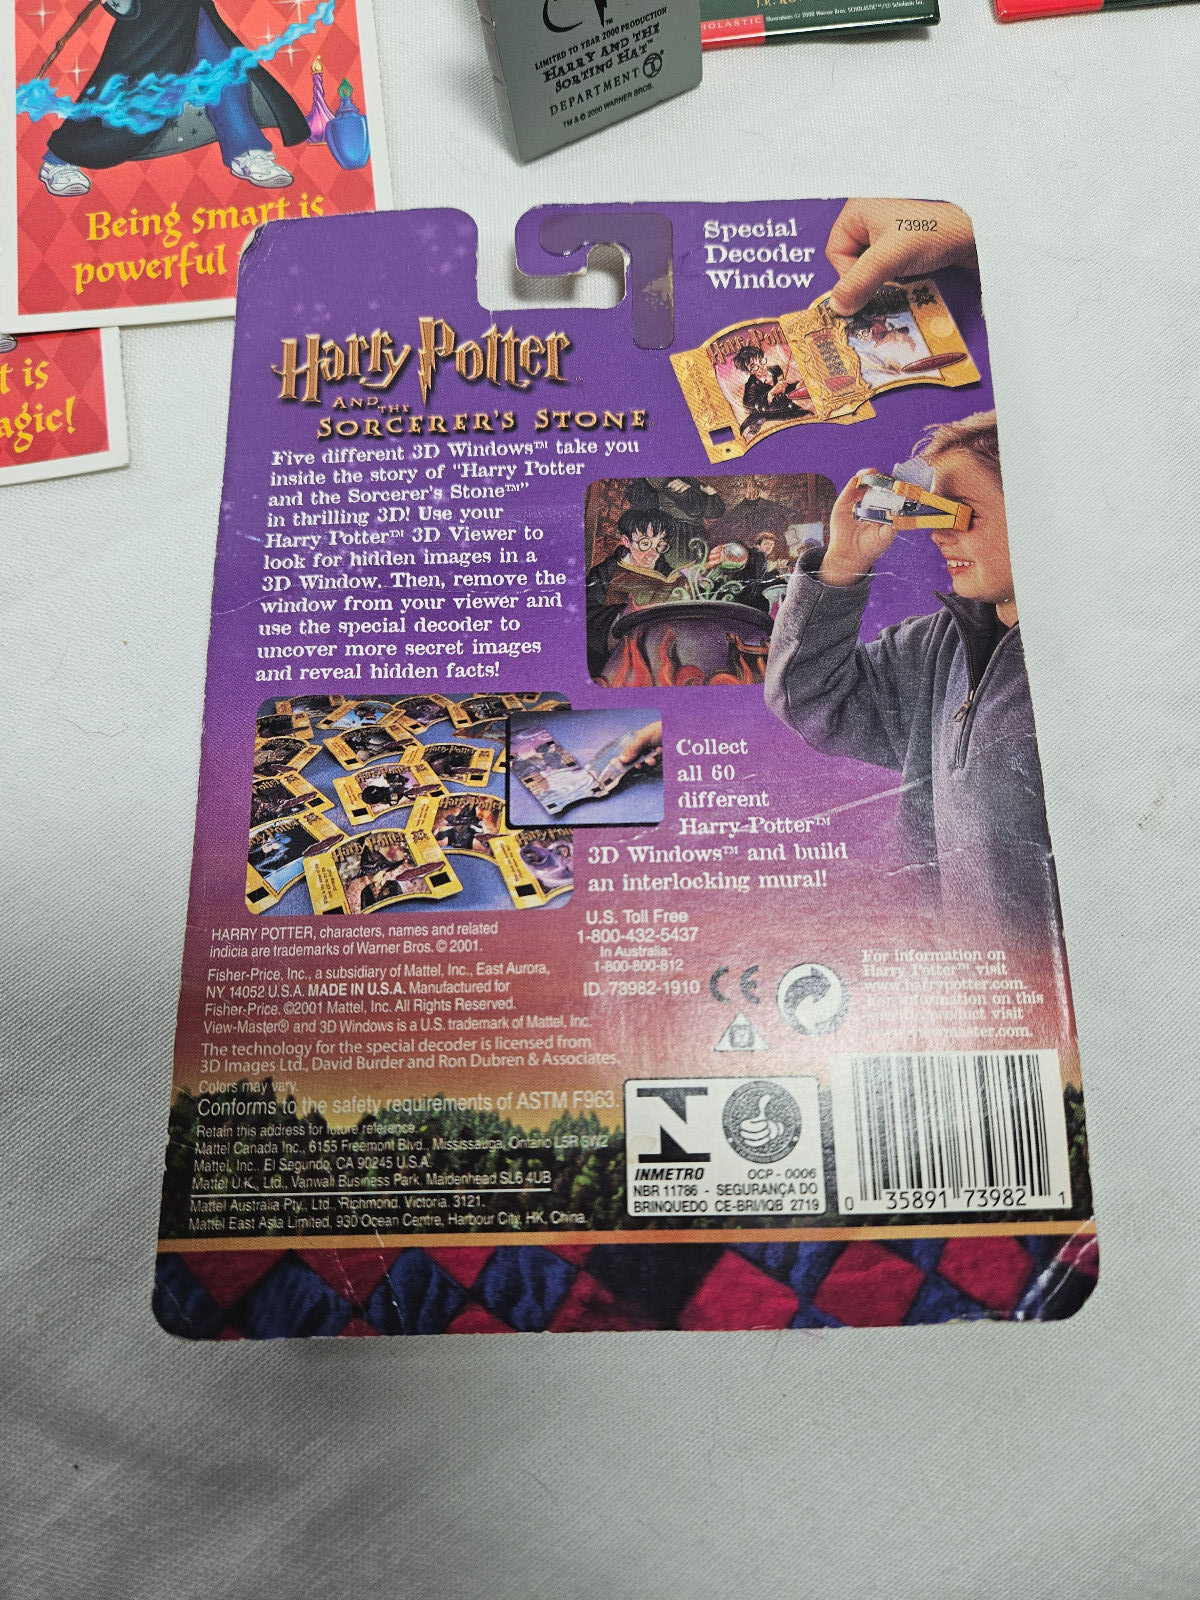 Being smart is
powerful
t is
agic!
LIMITED TO YEAR 2000 PRODUCTION
HARRY AND THE
SORTING HAT™
DEPARTMENT
TM & © 2000 WARNER BROS.
SCHOLASTIC
Special
Decoder
Window
73982
Harry Potter
AND THE
SORCERER'S STONE
Five different 3D Windows™ take you
inside the story of "Harry Potter
and the Sorcerer's Stone™"
in thrilling 3D! Use your
Harry Potter™ 3D Viewer to
look for hidden images in a
3D Window. Then, remove the
window from your viewer and
use the special decoder to
uncover more secret images
and reveal hidden facts!
Collect
all 60
different
Harry Potter™
3D Windows™ and build
an interlocking mural!
HARRY POTTER, characters, names and related
indicia are trademarks of Warner Bros. © 2001.
Fisher-Price, Inc., a subsidiary of Mattel, Inc., East Aurora,
NY 14052 U.S.A. MADE IN U.S.A. Manufactured for
Fisher-Price. ©2001 Mattel, Inc. All Rights Reserved.
View-Master® and 3D Windows is a U.S. trademark of Mattel, Inc.
The technology for the special decoder is licensed from
3D Images Ltd., David Burder and Ron Dubren & Associates.
Colors may vary.
Conforms to the safety requirements of ASTM F963.
Retain this address for future reference.
Mattel Canada Inc., 6155 Freemont Blvd., Mississauga, Ontario L5R 3W2
Mattel, Inc., El Segundo, CA 90245 U.S.A.
Mattel U.K., Ltd., Vanwall Business Park, Maidenhead SL6 4UB
Mattel Australia Pty., Ltd., Richmond, Victoria. 3121.
Mattel East Asia Limited, 930 Ocean Centre, Harbour City, HK, China.
U.S. Toll Free
1-800-432-5437
In Australia:
1-800-800-812
ID. 73982-1910
CE
For information on
Harry Potter™ visit
www.harrypotter.com.
information on this
product visit
INMETRO
OCP - 0006
NBR 11786 - SEGURANÇA DO
BRINQUEDO CE-BRI/IQB 2719
0 35891 73982 1